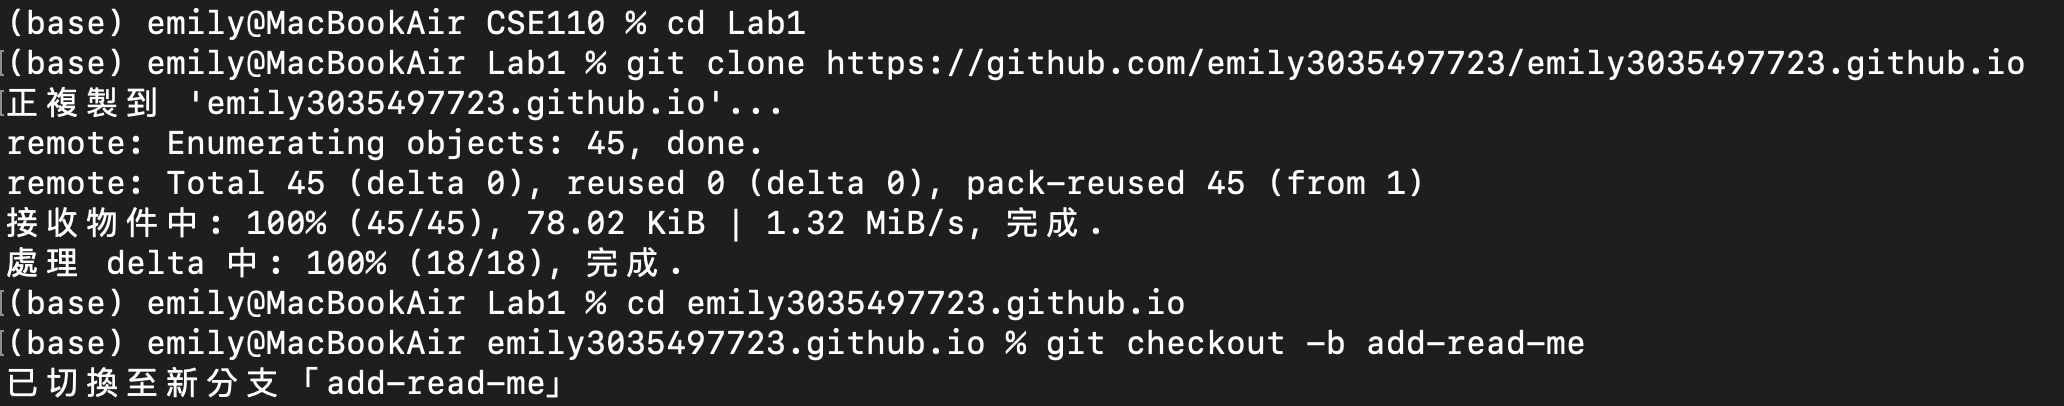 (base) emily@MacBookAir CSE110 % cd Lab1
(base) emily@MacBookAir Lab1 % git clone https://github.com/emily3035497723/emily3035497723.github.io
正複製到 'emily3035497723.github.io'...
remote: Enumerating objects: 45, done.
remote: Total 45 (delta 0), reused 0 (delta 0), pack-reused 45 (from 1)
接收物件中: 100% (45/45), 78.02 KiB | 1.32 MiB/s, 完成.
處理 delta 中: 100% (18/18), 完成.
(base) emily@MacBookAir Lab1 % cd emily3035497723.github.io
(base) emily@MacBookAir emily3035497723.github.io % git checkout -b add-read-me
已切換至新分支「add-read-me」